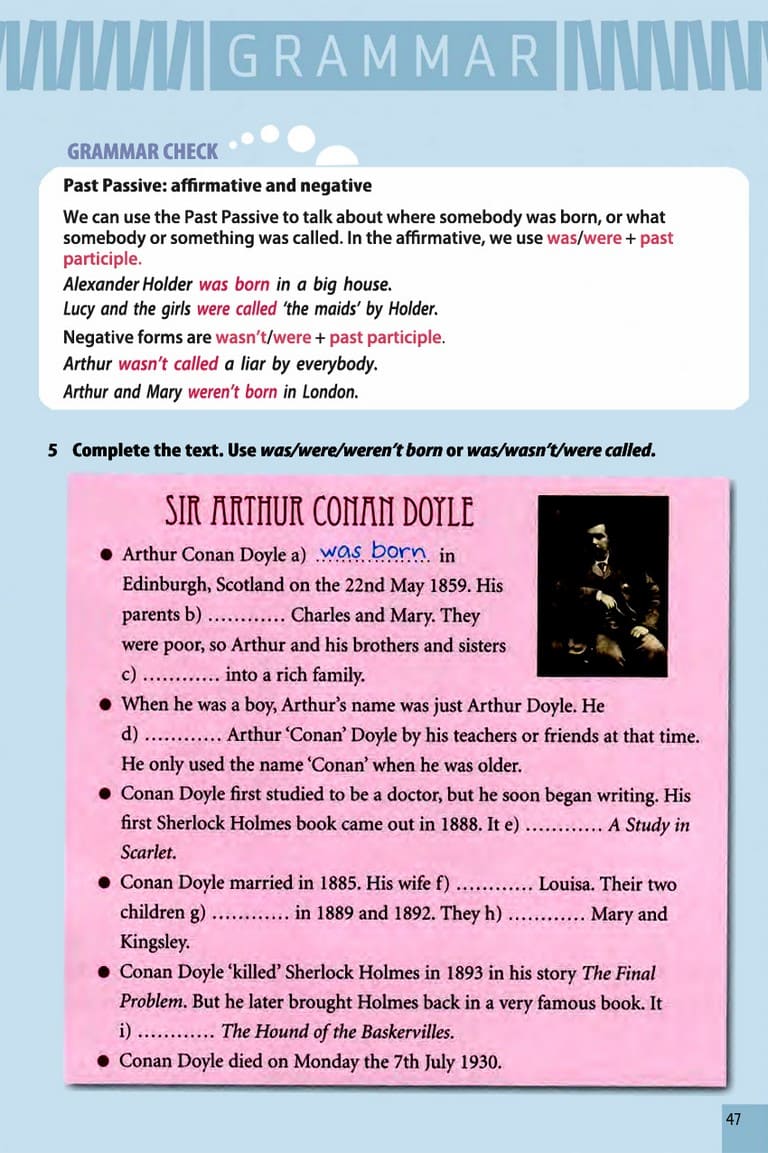 GRAMMAR
GRAMMAR CHECK
Past Passive: affirmative and negative
We can use the Past Passive to talk about where somebody was born, or what
somebody or something was called. In the affirmative, we use was/were + past
participle.
Alexander Holder was born in a big house.
Lucy and the girls were called ‘the maids’ by Holder.
Negative forms are wasn’t/were + past participle.
Arthur wasn’t called a liar by everybody.
Arthur and Mary weren’t born in London.
5 Complete the text. Use was/were/weren’t born or was/wasn’t/were called.
SIR ARTHUR CONAN DOYLE
● Arthur Conan Doyle a) was born in
Edinburgh, Scotland on the 22nd May 1859. His
parents b) ............ Charles and Mary. They
were poor, so Arthur and his brothers and sisters
c) ............ into a rich family.
● When he was a boy, Arthur’s name was just Arthur Doyle. He
d) ............ Arthur ‘Conan’ Doyle by his teachers or friends at that time.
He only used the name ‘Conan’ when he was older.
● Conan Doyle first studied to be a doctor, but he soon began writing. His
first Sherlock Holmes book came out in 1888. It e) ............ A Study in
Scarlet.
● Conan Doyle married in 1885. His wife f) ............ Louisa. Their two
children g) ............ in 1889 and 1892. They h) ............ Mary and
Kingsley.
● Conan Doyle ‘killed’ Sherlock Holmes in 1893 in his story The Final
Problem. But he later brought Holmes back in a very famous book. It
i) ............ The Hound of the Baskervilles.
● Conan Doyle died on Monday the 7th July 1930.
47